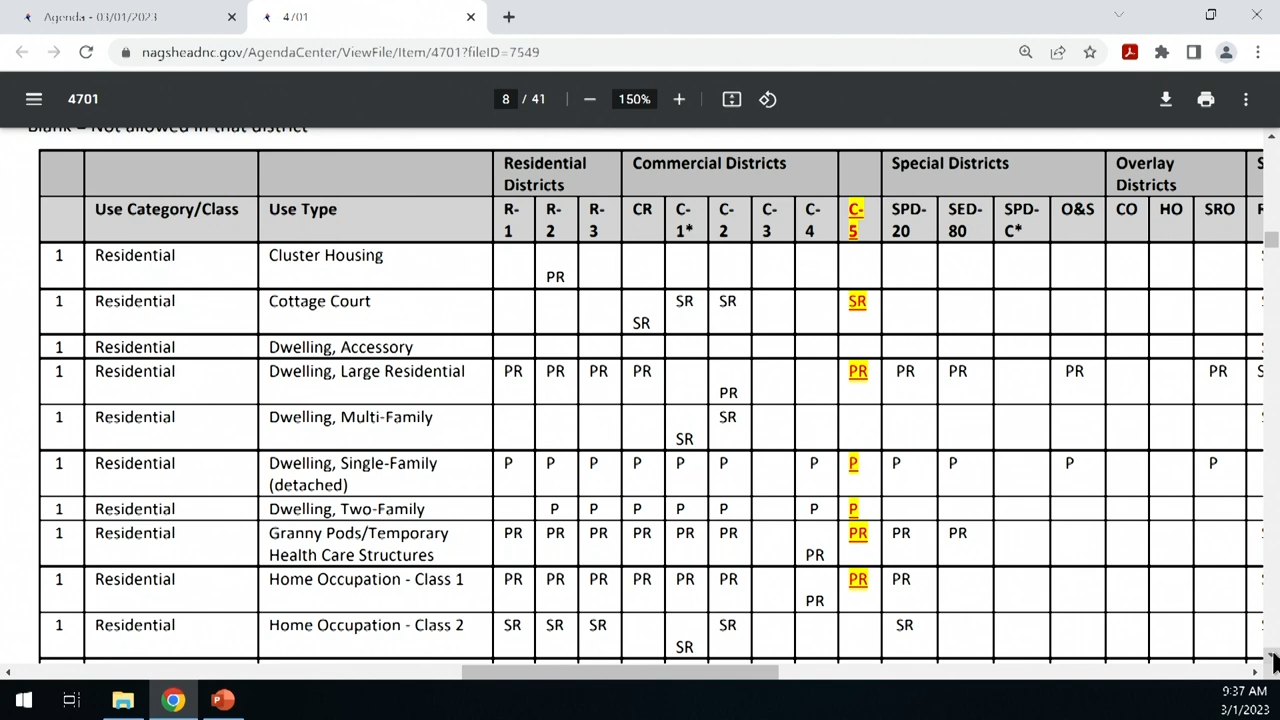 Agenda - 03/01/2023
4701
nagsheadnc.gov/AgendaCenter/ViewFile/Item/4701?fileID=7549
4701
8 / 41
150%
Blank = Not allowed in that district
Residential Districts Commercial Districts Special Districts Overlay Districts S
Use Category/Class Use Type R-1 R-2 R-3 CR C-1* C-2 C-3 C-4 C-5 SPD-20 SED-80 SPD-C* O&S CO HO SRO
1 Residential Cluster Housing PR
1 Residential Cottage Court SR SR SR SR
1 Residential Dwelling, Accessory
1 Residential Dwelling, Large Residential PR PR PR PR PR PR PR PR PR PR S
1 Residential Dwelling, Multi-Family SR SR
1 Residential Dwelling, Single-Family (detached) P P P P P P P P P P P P
1 Residential Dwelling, Two-Family P P P P P P P
1 Residential Granny Pods/Temporary Health Care Structures PR PR PR PR PR PR PR PR PR PR
1 Residential Home Occupation - Class 1 PR PR PR PR PR PR PR PR PR
1 Residential Home Occupation - Class 2 SR SR SR SR SR SR
9:37 AM
3/1/2023